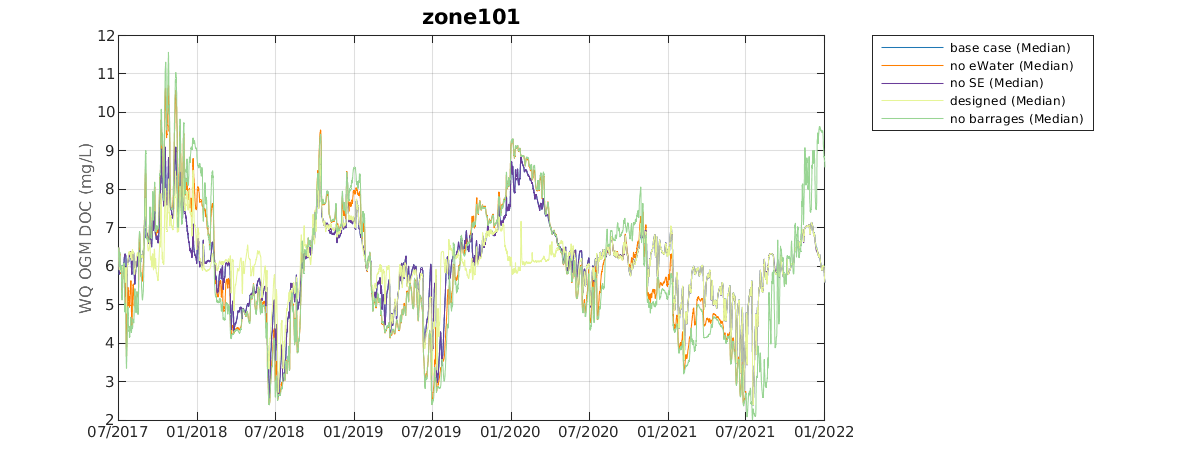 zone101
WQ OGM DOC (mg/L)
12
11
10
9
8
7
6
5
4
3
2
07/2017 01/2018 07/2018 01/2019 07/2019 01/2020 07/2020 01/2021 07/2021 01/2022
base case (Median)
no eWater (Median)
no SE (Median)
designed (Median)
no barrages (Median)